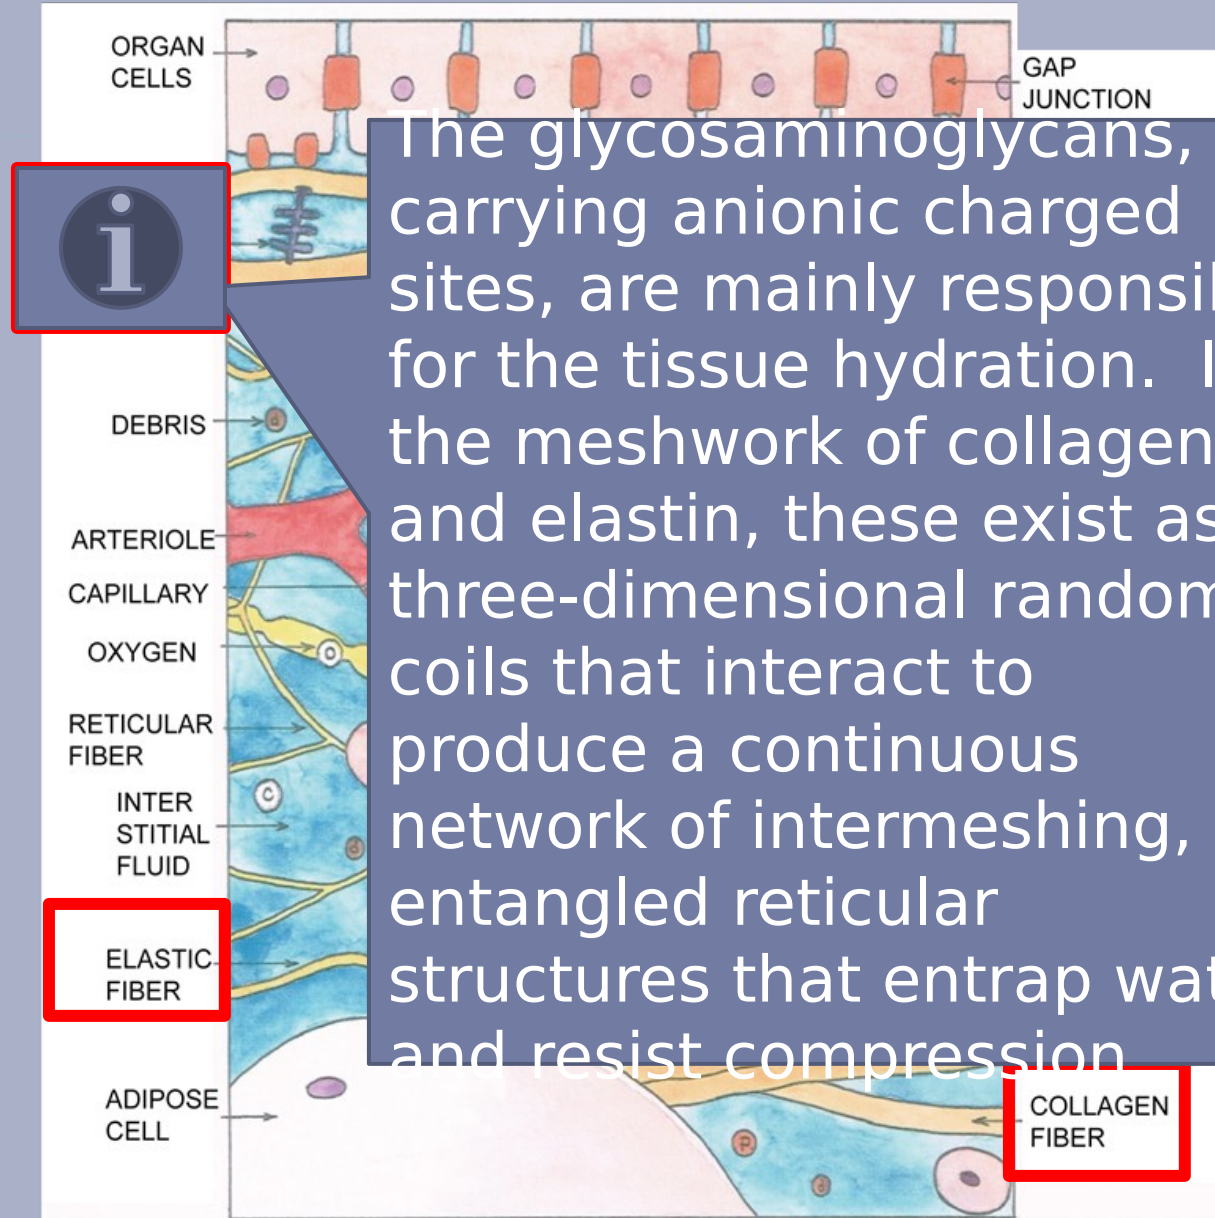 ORGAN
CELLS
GAP
JUNCTION
The glycosaminoglycans,
carrying anionic charged
sites, are mainly
for the tissue hydration.
the meshwork of collagen
and elastin, these exist as
three-dimensional random
coils that interact to
produce a continuous
network of intermeshing,
entangled reticular
structures that entrap
and resist compression
i
DEBRIS
d
ARTERIOLE
CAPILLARY
OXYGEN
O
RETICULAR
FIBER
C
INTER
STITIAL
FLUID
d
ELASTIC
FIBER
ADIPOSE
CELL
COLLAGEN
FIBER
P
d